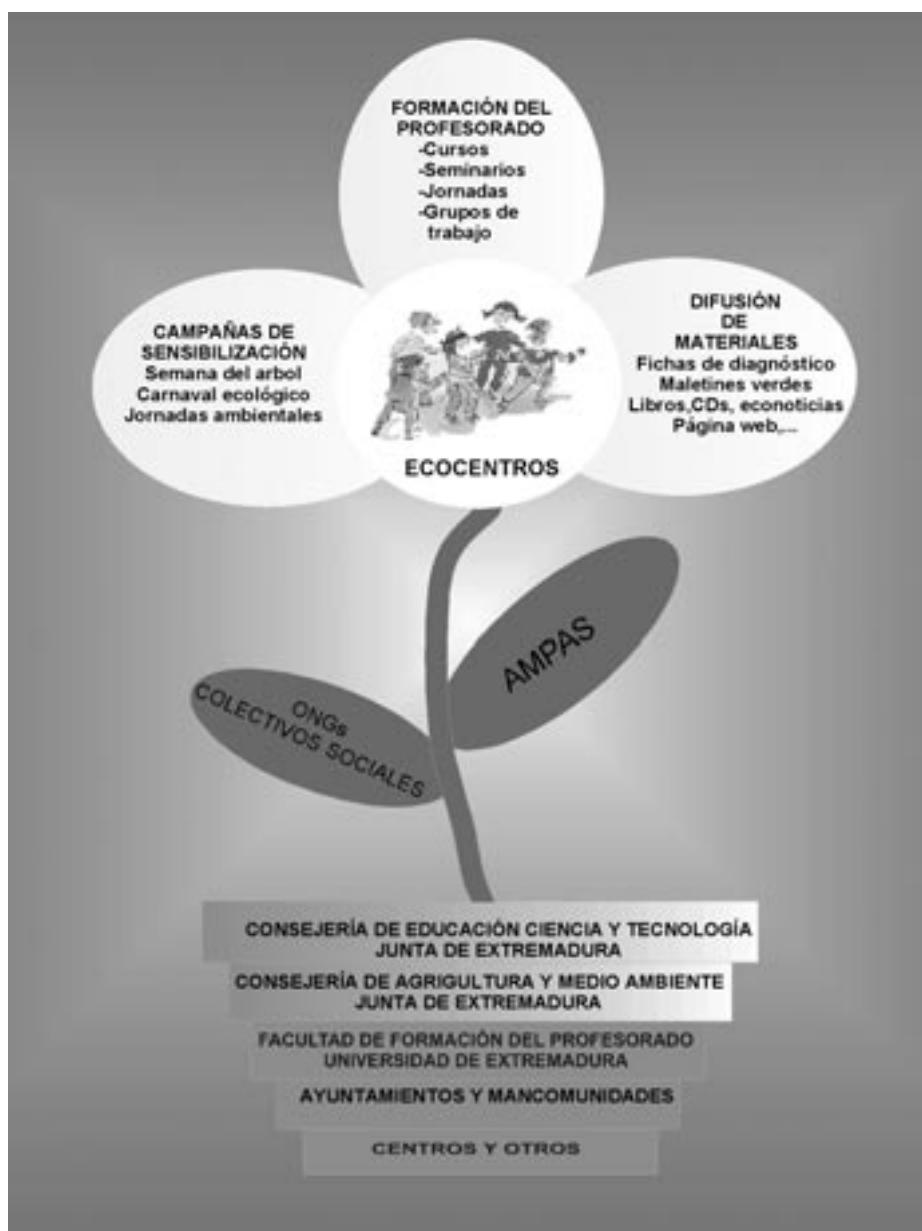 FORMACIÓN DEL
PROFESORADO
-Cursos
-Seminarios
-Jornadas
-Grupos de
trabajo
CAMPAÑAS DE
SENSIBILIZACIÓN
Semana del arbol
Carnaval ecológico
Jornadas ambientales
DIFUSIÓN
DE
MATERIALES
Fichas de diagnóstico
Maletines verdes
Libros,CDs, econoticias
Página web,...
ECOCENTROS
AMPAS
ONGs
COLECTIVOS SOCIALES
CONSEJERÍA DE EDUCACIÓN CIENCIA Y TECNOLOGÍA
JUNTA DE EXTREMADURA
CONSEJERÍA DE AGRIGULTURA Y MEDIO AMBIENTE
JUNTA DE EXTREMADURA
FACULTAD DE FORMACIÓN DEL PROFESORADO
UNIVERSIDAD DE EXTREMADURA
AYUNTAMIENTOS Y MANCOMUNIDADES
CENTROS Y OTROS